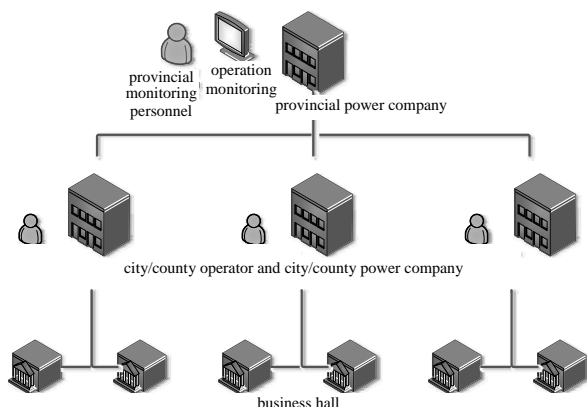 provincial
monitoring
personnel
operation
monitoring
provincial power company
city/county operator and city/county power company
business hall